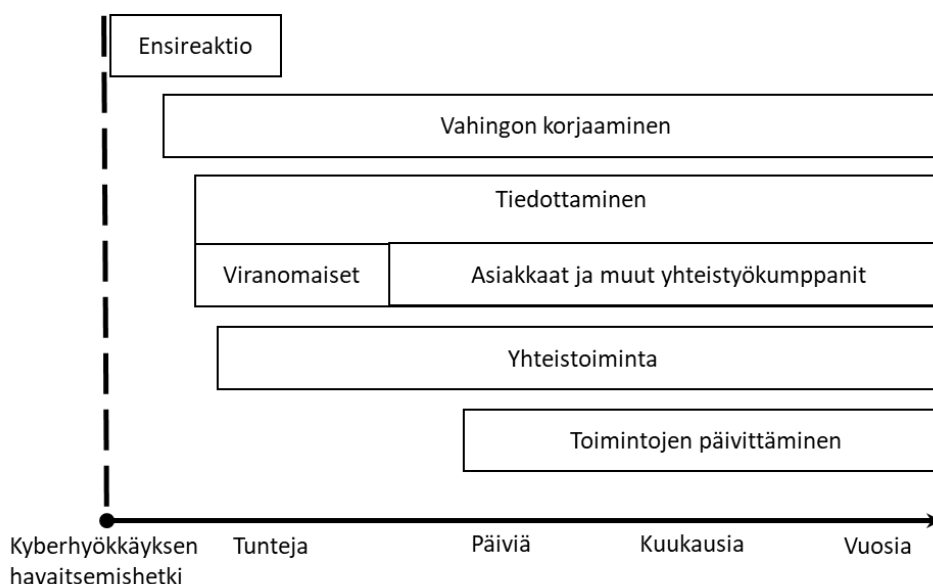 Ensireaktio
Vahingon korjaaminen
Tiedottaminen
Viranomaiset
Asiakkaat ja muut yhteistyökumppanit
Yhteistoiminta
Toimintojen päivittäminen
Kyberhyökkäyksen
havaitsemishetki
Tunteja
Päiviä
Kuukausia
Vuosia